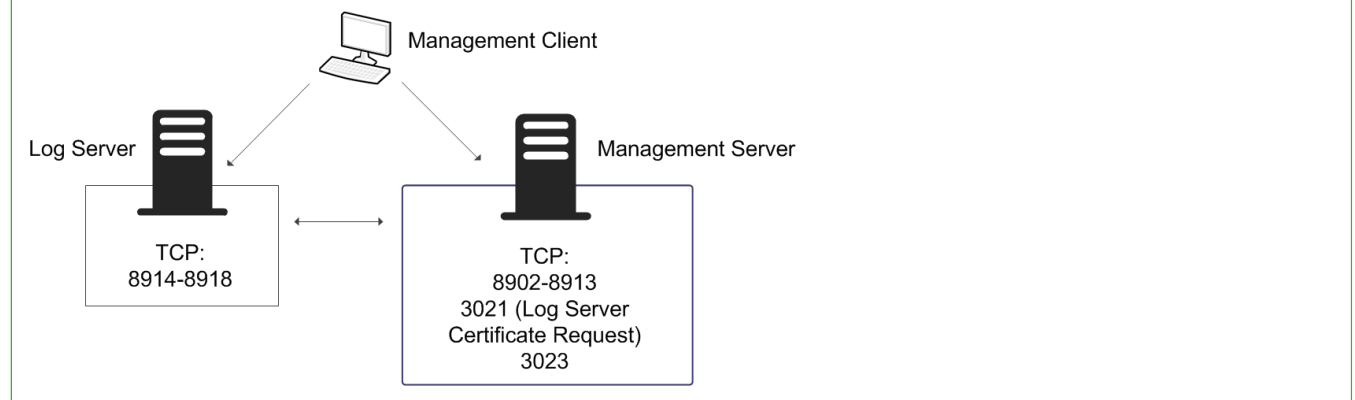 Management Client
Log Server
Management Server
TCP:
8914-8918
TCP:
8902-8913
3021 (Log Server
Certificate Request)
3023